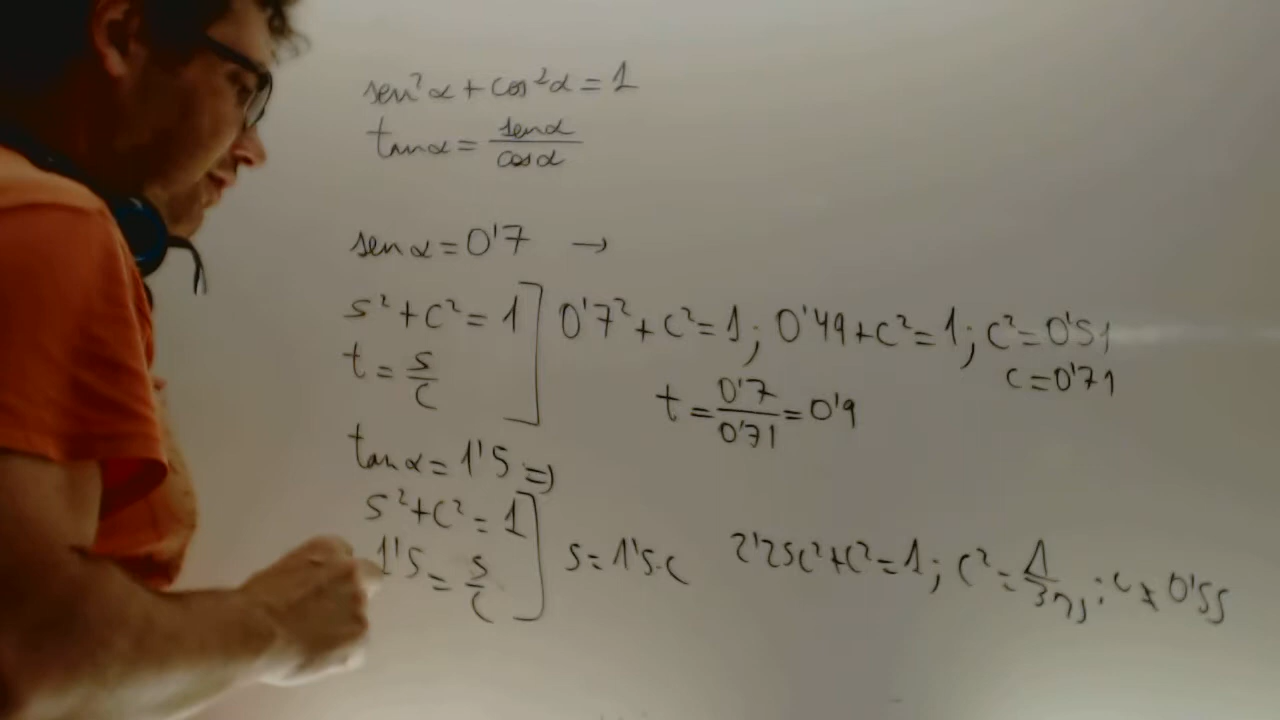 sen²α + cos²α = 1
tanα = senα / cosα
senα = 0'7 →
s² + c² = 1 ] 0'7² + c² = 1 ; 0'49 + c² = 1 ; c² = 0'51
t = s / c
c = 0'71
t = 0'7 / 0'71 = 0'9
tanα = 1'5 ⇒
s² + c² = 1
1'5 = s / c ] s = 1'5·c 2'25c² + c² = 1 ; c² = 1 / ; c 0'55